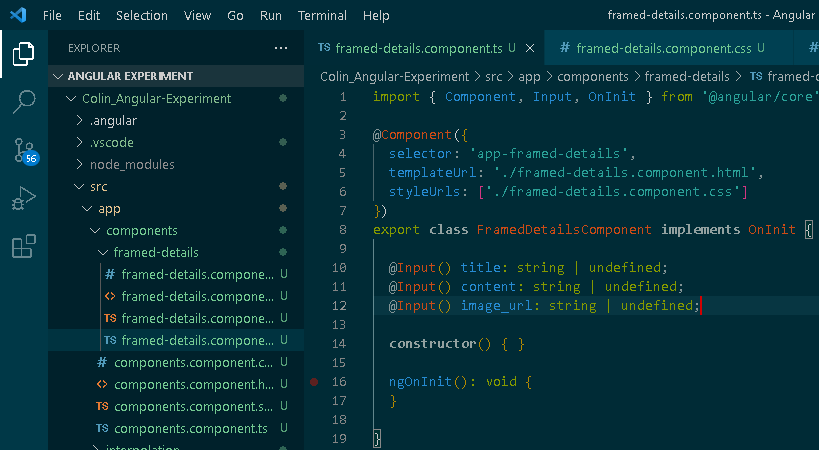 File Edit Selection View Go Run Terminal Help framed-details.component.ts - Angular
EXPLORER ···
ANGULAR EXPERIMENT
Colin_Angular-Experiment
.angular
.vscode
node_modules
src
app
components
framed-details
# framed-details.compone... U
<> framed-details.compone... U
TS framed-details.compone... U
TS framed-details.compone... U
# components.component.c... U
<> components.component.h... U
TS components.component.s... U
TS components.component.ts U
interpolation
56
TS framed-details.component.ts U × # framed-details.component.css U #
Colin_Angular-Experiment > src > app > components > framed-details > TS framed-c
1 import { Component, Input, OnInit } from '@angular/core'
2
3 @Component({
4 selector: 'app-framed-details',
5 templateUrl: './framed-details.component.html',
6 styleUrls: ['./framed-details.component.css']
7 })
8 export class FramedDetailsComponent implements OnInit {
9
10 @Input() title: string | undefined;
11 @Input() content: string | undefined;
12 @Input() image_url: string | undefined;
13
14 constructor() { }
15
16 ngOnInit(): void {
17 }
18
19 }